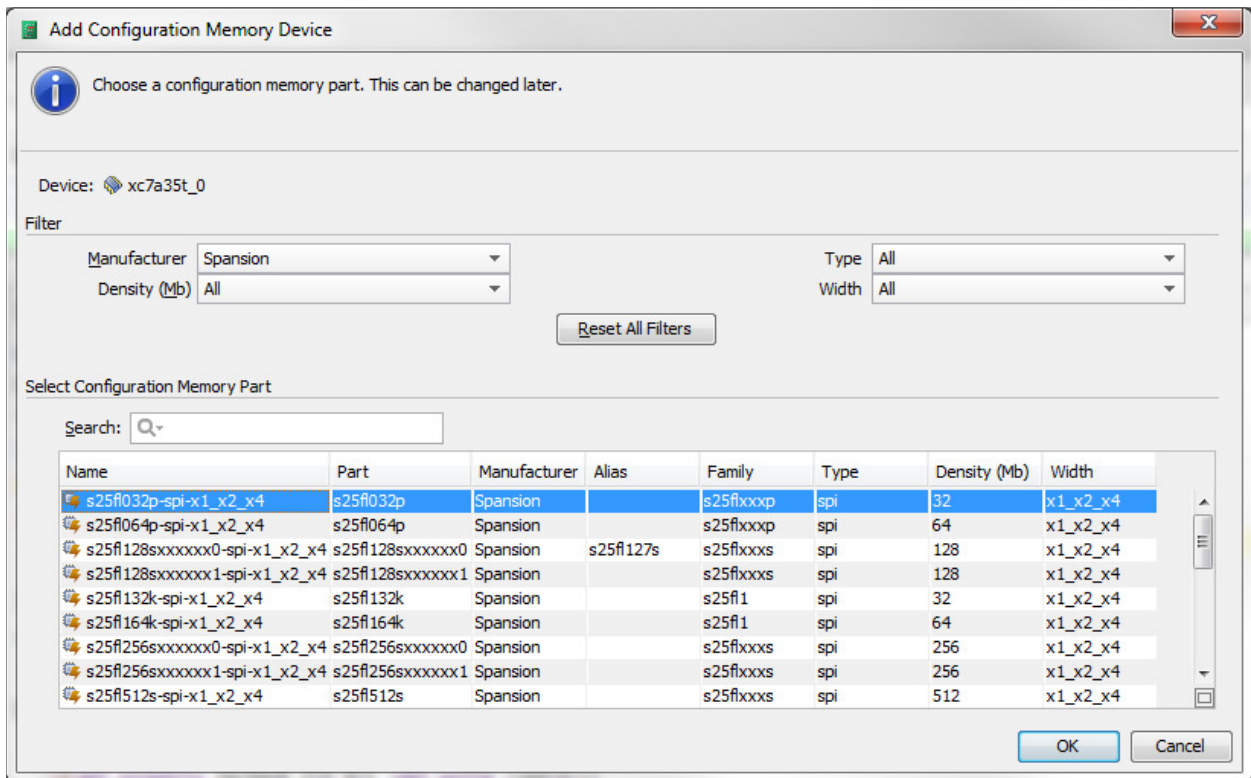 Add Configuration Memory Device
Choose a configuration memory part. This can be changed later.
Device: xc7a35t_0
Filter
Manufacturer Spansion Type All
Density (Mb) All Width All
Reset All Filters
Select Configuration Memory Part
Search:
Name Part Manufacturer Alias Family Type Density (Mb) Width
s25fl032p-spi-x1_x2_x4 s25fl032p Spansion s25flxxxp spi 32 x1_x2_x4
s25fl064p-spi-x1_x2_x4 s25fl064p Spansion s25flxxxp spi 64 x1_x2_x4
s25fl128sxxxxxx0-spi-x1_x2_x4 s25fl128sxxxxxx0 Spansion s25fl127s s25flxxxs spi 128 x1_x2_x4
s25fl128sxxxxxx1-spi-x1_x2_x4 s25fl128sxxxxxx1 Spansion s25flxxxs spi 128 x1_x2_x4
s25fl132k-spi-x1_x2_x4 s25fl132k Spansion s25fl1 spi 32 x1_x2_x4
s25fl164k-spi-x1_x2_x4 s25fl164k Spansion s25fl1 spi 64 x1_x2_x4
s25fl256sxxxxxx0-spi-x1_x2_x4 s25fl256sxxxxxx0 Spansion s25flxxxs spi 256 x1_x2_x4
s25fl256sxxxxxx1-spi-x1_x2_x4 s25fl256sxxxxxx1 Spansion s25flxxxs spi 256 x1_x2_x4
s25fl512s-spi-x1_x2_x4 s25fl512s Spansion s25flxxxs spi 512 x1_x2_x4
OK Cancel